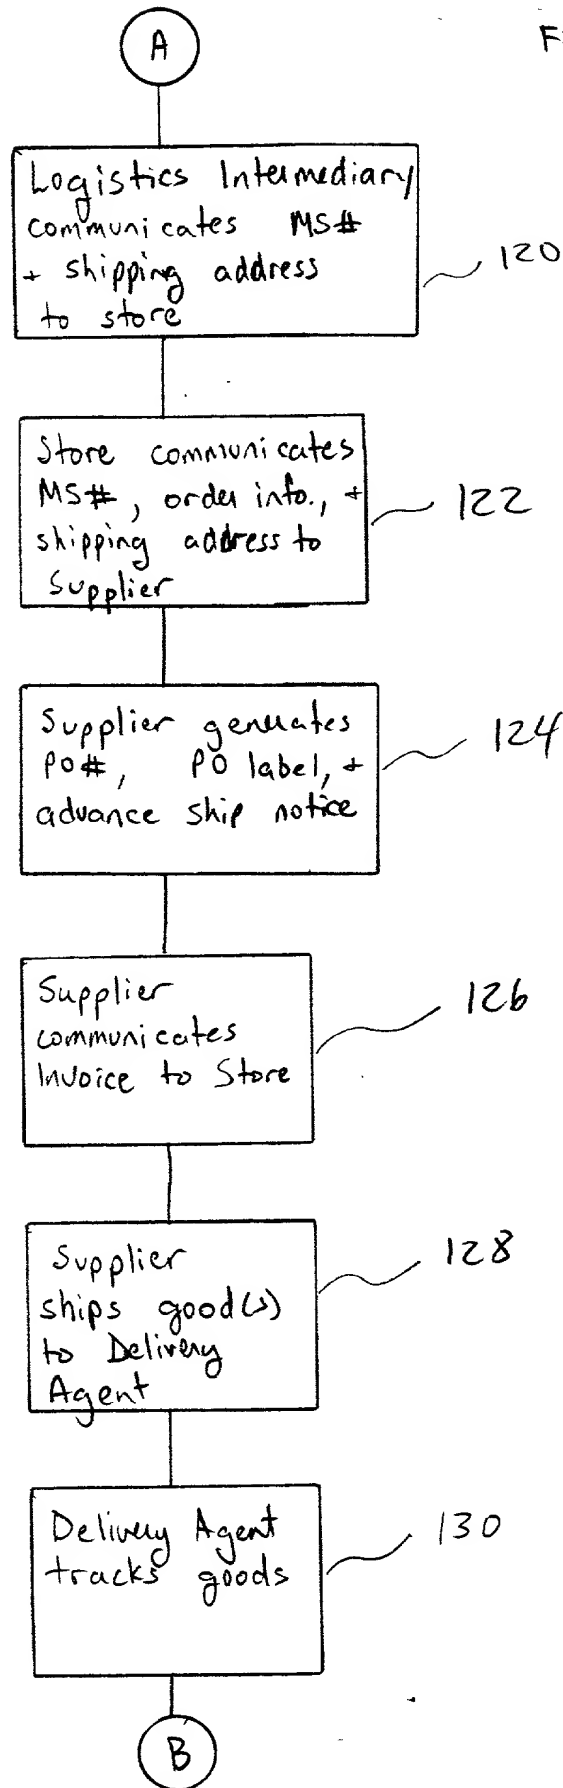 A
Logistics Intermediary
communicates MS#
+ shipping address
to store
120
Store communicates
MS#, order info., +
shipping address to
Supplier
122
Supplier generates
PO#, PO label, +
advance ship notice
124
Supplier
communicates
Invoice to Store
126
Supplier
ships good(s)
to Delivery
Agent
128
Delivery Agent
tracks goods
130
B